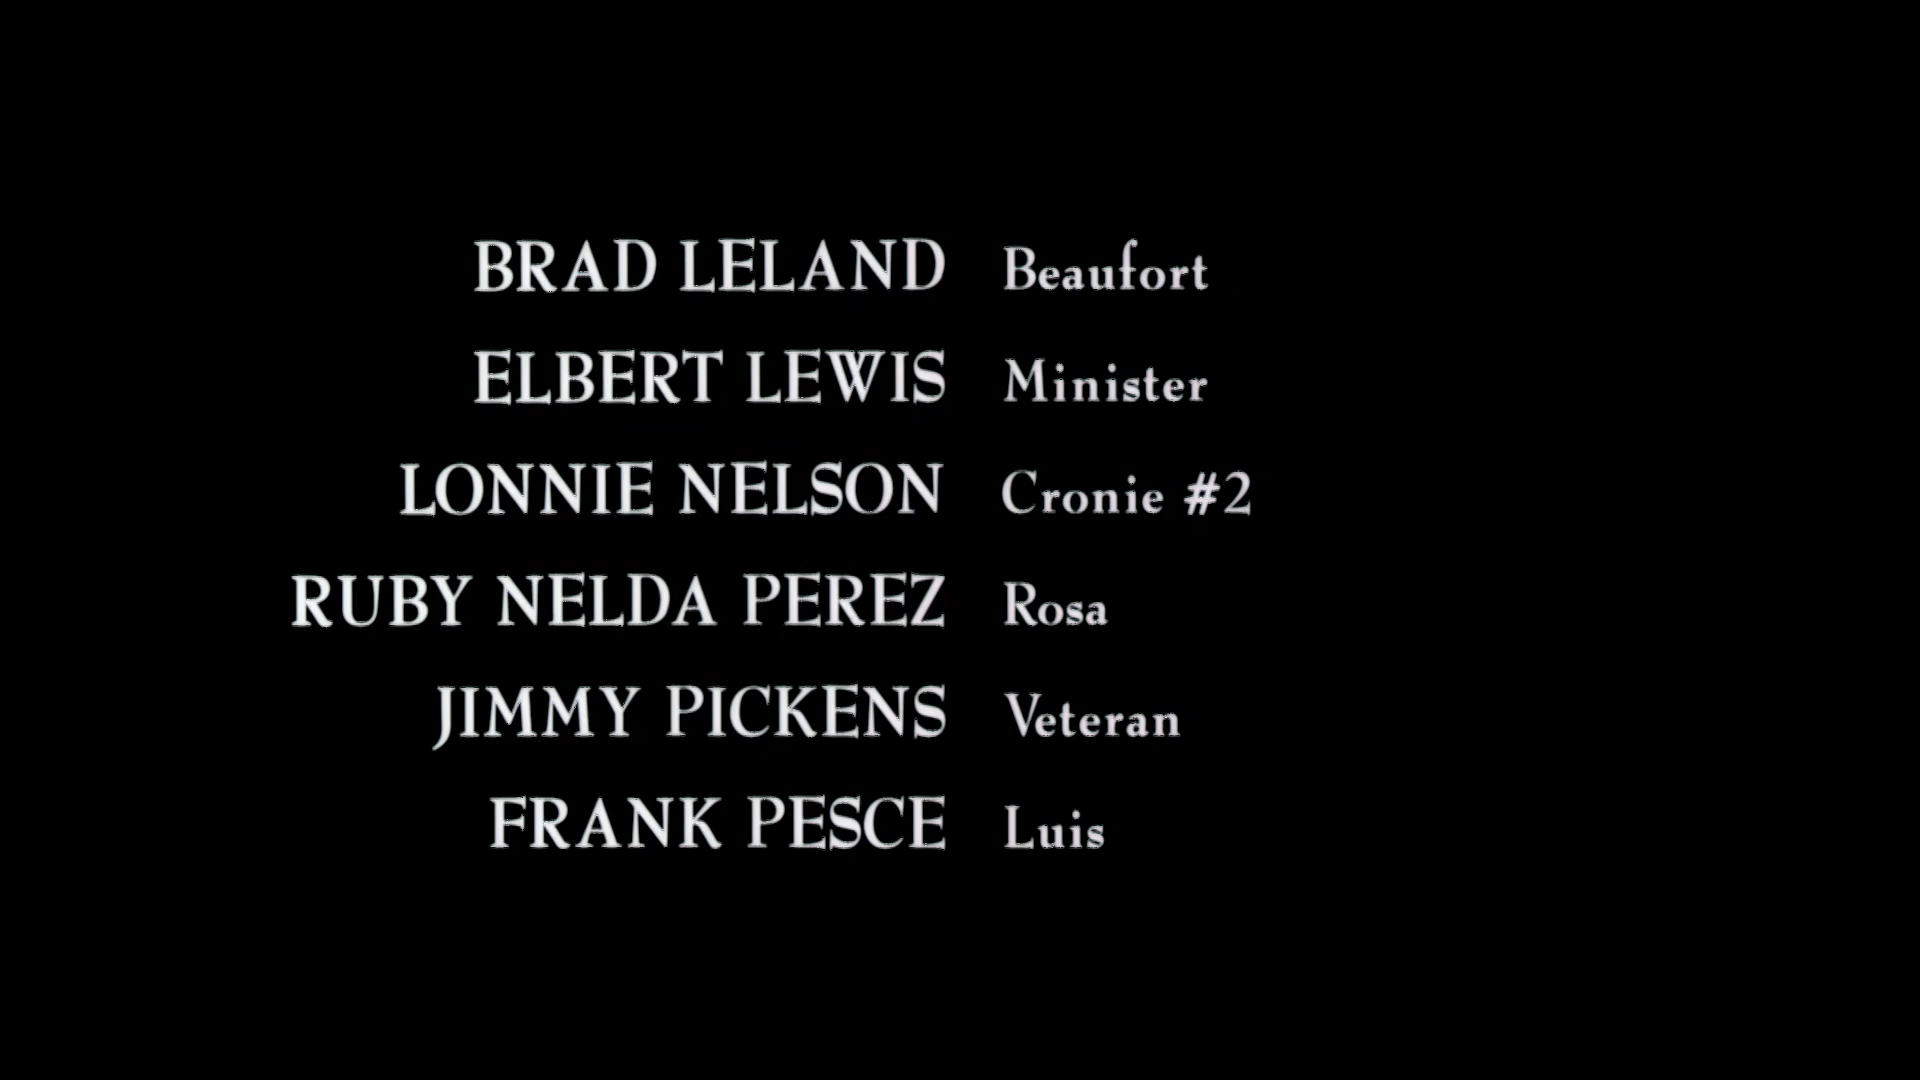 BRAD LELAND Beaufort
ELBERT LEWIS Minister
LONNIE NELSON Cronie #2
RUBY NELDA PEREZ Rosa
JIMMY PICKENS Veteran
FRANK PESCE Luis